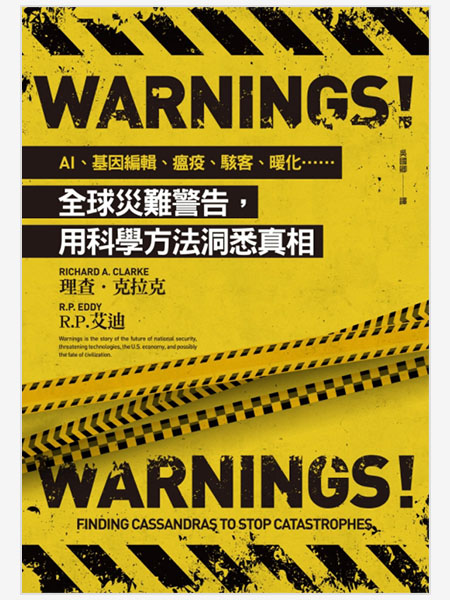 WARNINGS!
AI、基因編輯、瘟疫、駭客、暖化……
全球災難警告，
用科學方法洞悉真相
RICHARD A. CLARKE
理查・克拉克
R.P. EDDY
R.P.艾迪
Warnings is the story of the future of national security,
threatening technologies, the U.S. economy, and possibly
the fate of civilization.
WARNINGS!
FINDING CASSANDRAS TO STOP CATASTROPHES